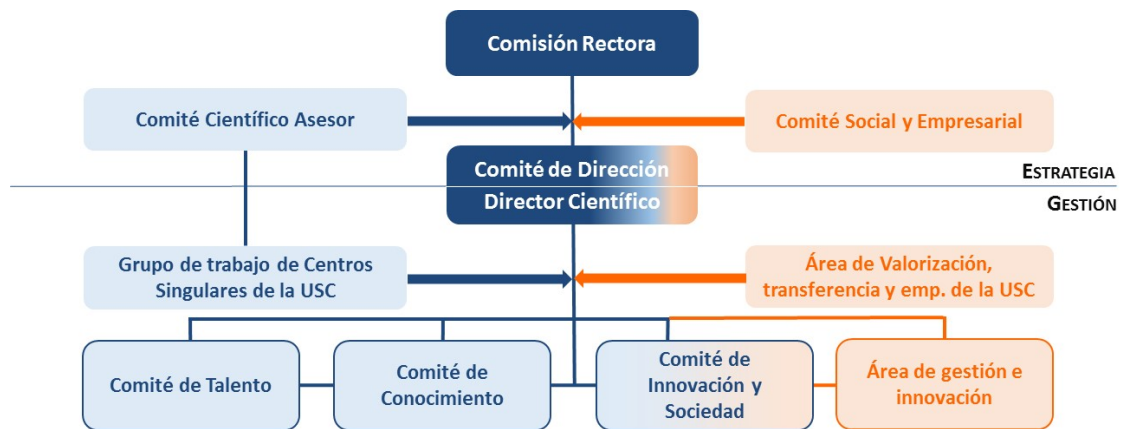 Comisión Rectora
Comité Científico Asesor
Comité Social y Empresarial
Comité de Dirección
Director Científico
ESTRATEGIA
GESTIÓN
Grupo de trabajo de Centros
Singulares de la USC
Área de Valorización,
transferencia y emp. de la USC
Comité de Talento
Comité de
Conocimiento
Comité de
Innovación y
Sociedad
Área de gestión e
innovación